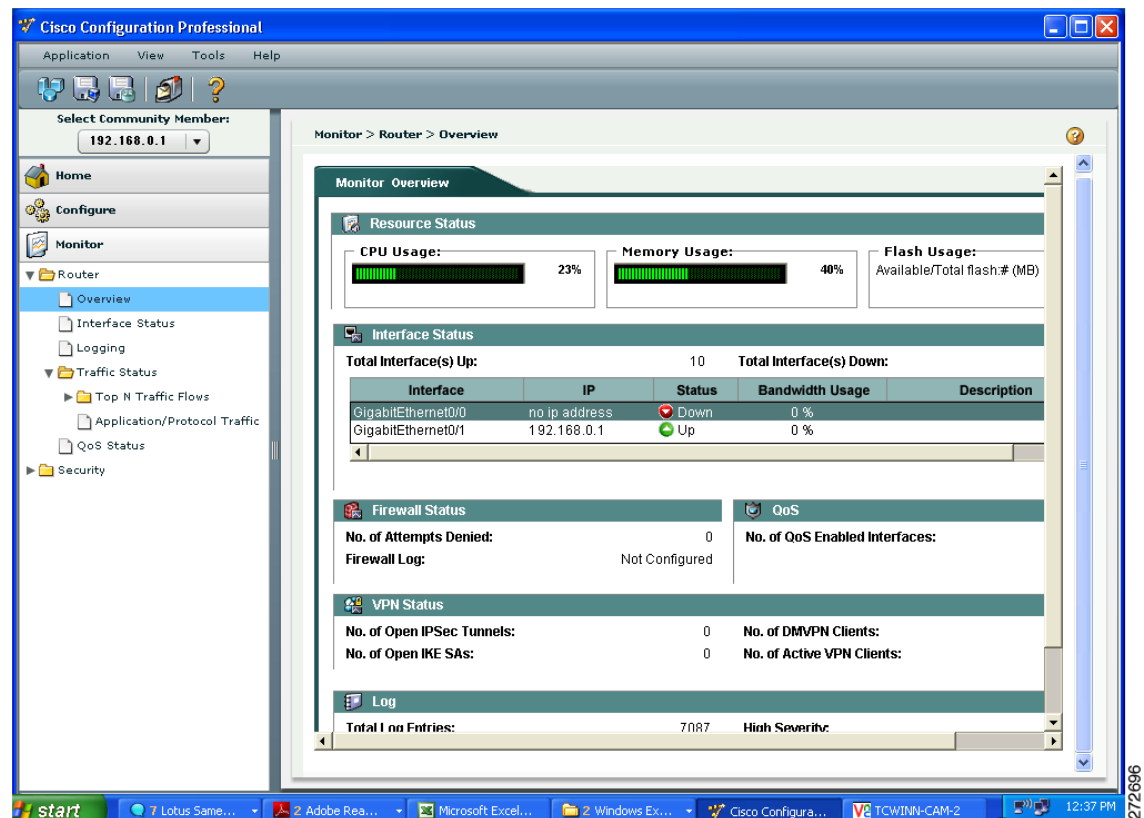 Cisco Configuration Professional
Application View Tools Help
Select Community Member:
192.168.0.1
Home
Configure
Monitor
Router
Overview
Interface Status
Logging
Traffic Status
Top N Traffic Flows
Application/Protocol Traffic
QoS Status
Security
Monitor > Router > Overview
Monitor Overview
Resource Status
CPU Usage: Memory Usage: Flash Usage:
23% 40% Available/Total flash:# (MB)
Interface Status
Total Interface(s) Up: 10 Total Interface(s) Down:
Interface IP Status Bandwidth Usage Description
GigabitEthernet0/0 no ip address Down 0 %
GigabitEthernet0/1 192.168.0.1 Up 0 %
Firewall Status QoS
No. of Attempts Denied: 0 No. of QoS Enabled Interfaces:
Firewall Log: Not Configured
VPN Status
No. of Open IPSec Tunnels: 0 No. of DMVPN Clients:
No. of Open IKE SAs: 0 No. of Active VPN Clients:
Log
Total Log Entries: 7087 High Severity:
start 7 Lotus Same... 2 Adobe Rea... Microsoft Excel... 2 Windows Ex... Cisco Configura... TCWINN-CAM-2 12:37 PM
272696